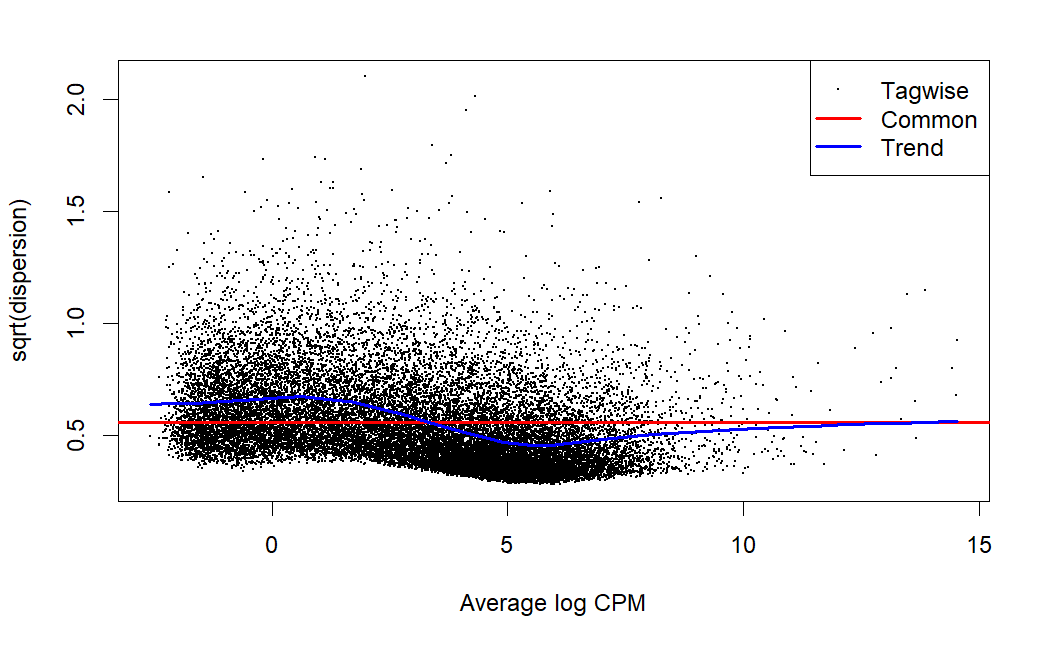 Tagwise
Common
Trend
sqrt(dispersion)
2.0
1.5
1.0
0.5
0 5 10 15
Average log CPM